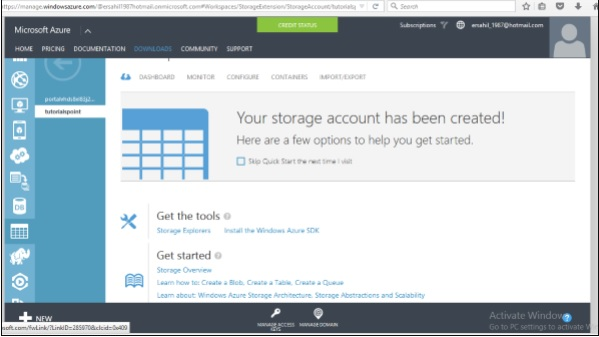 https://manage.windowsazure.com/@ersahil1987hotmail.onmicrosoft.com#Workspaces/StorageExtension/StorageAccount/tutorialsp
Search
Microsoft Azure
CREDIT STATUS
Subscriptions
ersahil_1987@hotmail.com
HOME PRICING DOCUMENTATION DOWNLOADS COMMUNITY SUPPORT
DASHBOARD MONITOR CONFIGURE CONTAINERS IMPORT/EXPORT
tutorialspoint
Your storage account has been created!
Here are a few options to help you get started.
Skip Quick Start the next time I visit
DB
Get the tools
Storage Explorers Install the Windows Azure SDK
Get started
Storage Overview
Learn how to: Create a Blob, Create a Table, Create a Queue
Learn about: Windows Azure Storage Architecture, Storage Abstractions and Scalability
NEW
MANAGE ACCESS KEYS
MANAGE DOMAIN
Activate Windows
Go to PC settings to activate W
soft.com/fwLink/?LinkID=285970&clcid=0x409